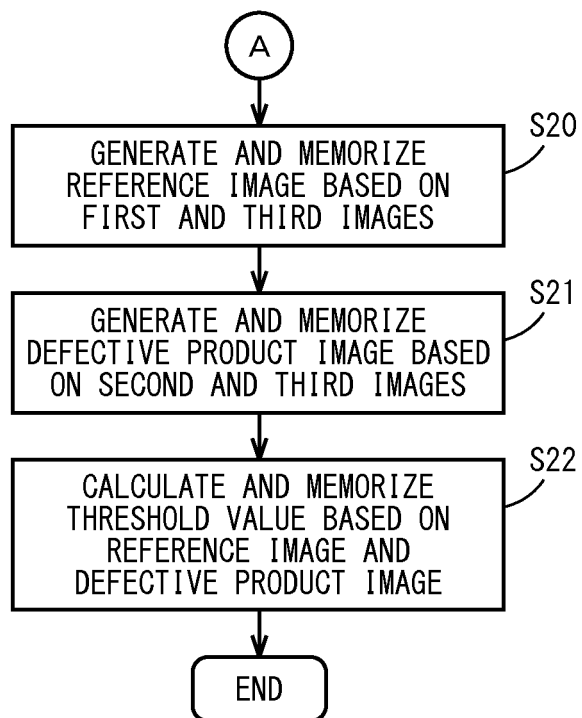 A
S20
GENERATE AND MEMORIZE
REFERENCE IMAGE BASED ON
FIRST AND THIRD IMAGES
S21
GENERATE AND MEMORIZE
DEFECTIVE PRODUCT IMAGE BASED
ON SECOND AND THIRD IMAGES
S22
CALCULATE AND MEMORIZE
THRESHOLD VALUE BASED ON
REFERENCE IMAGE AND
DEFECTIVE PRODUCT IMAGE
END